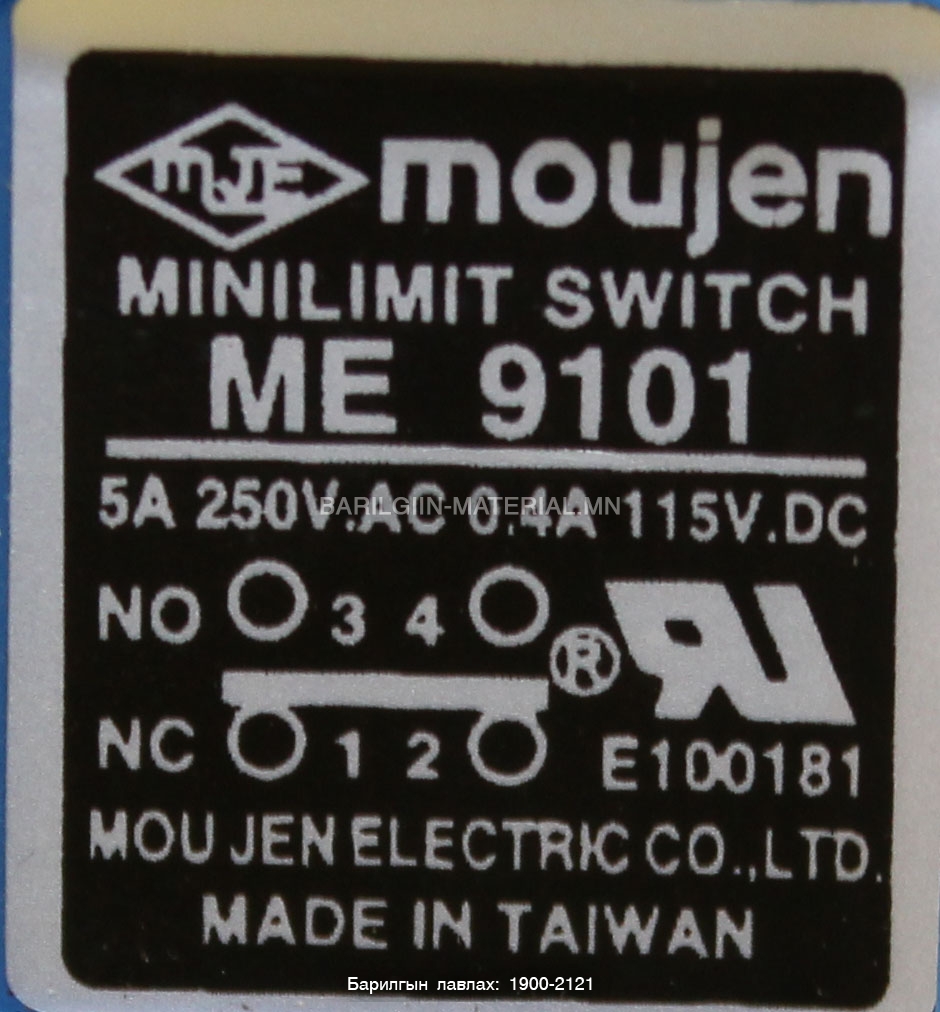 MJE moujen
MINILIMIT SWITCH
ME 9101
5A 250V.AC 0.4A 115V.DC
BARILGIIN-MATERIAL.MN
NO 3 4
® RU
NC 1 2 E100181
MOU JEN ELECTRIC CO.,LTD.
MADE IN TAIWAN
Барилгын лавлах: 1900-2121